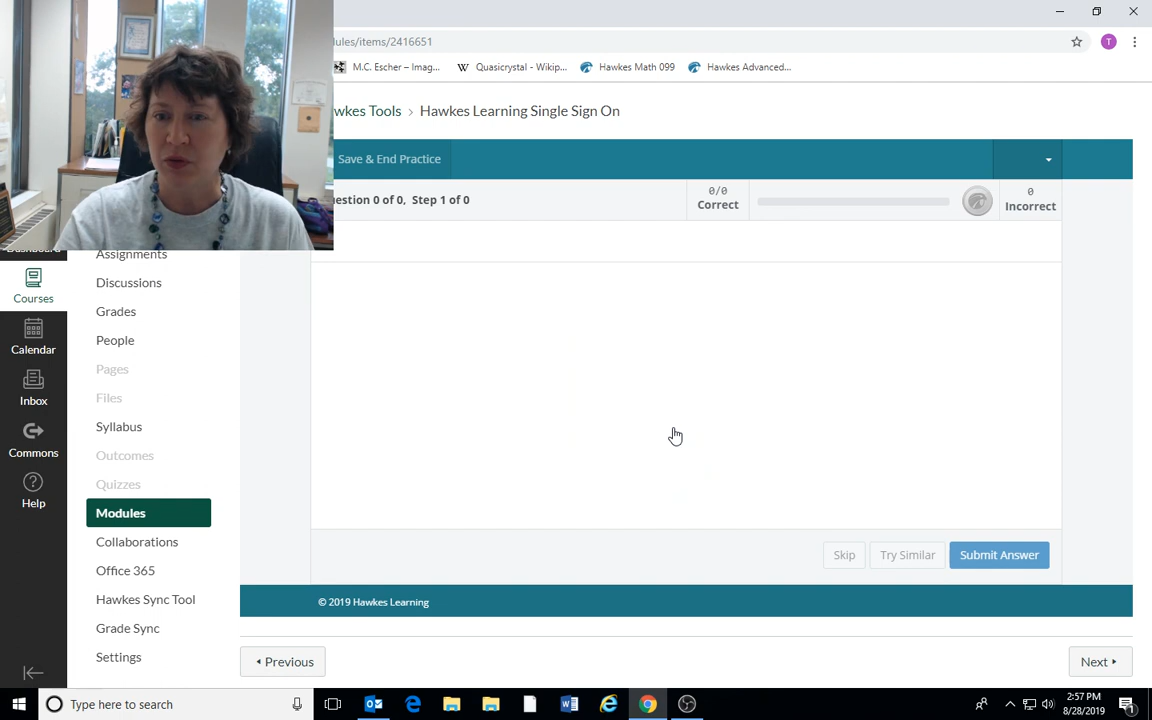 ules/items/2416651
M.C. Escher – Imag...
Quasicrystal - Wikip...
Hawkes Math 099
Hawkes Advanced...
wkes Tools > Hawkes Learning Single Sign On
Save & End Practice
estion 0 of 0, Step 1 of 0
0/0
Correct
0
Incorrect
T
Assignments
Discussions
Grades
People
Pages
Files
Syllabus
Outcomes
Quizzes
Modules
Collaborations
Office 365
Hawkes Sync Tool
Grade Sync
Settings
Courses
Calendar
Inbox
Commons
Help
Skip
Try Similar
Submit Answer
© 2019 Hawkes Learning
Previous
Next
Type here to search
2:57 PM
8/28/2019
1